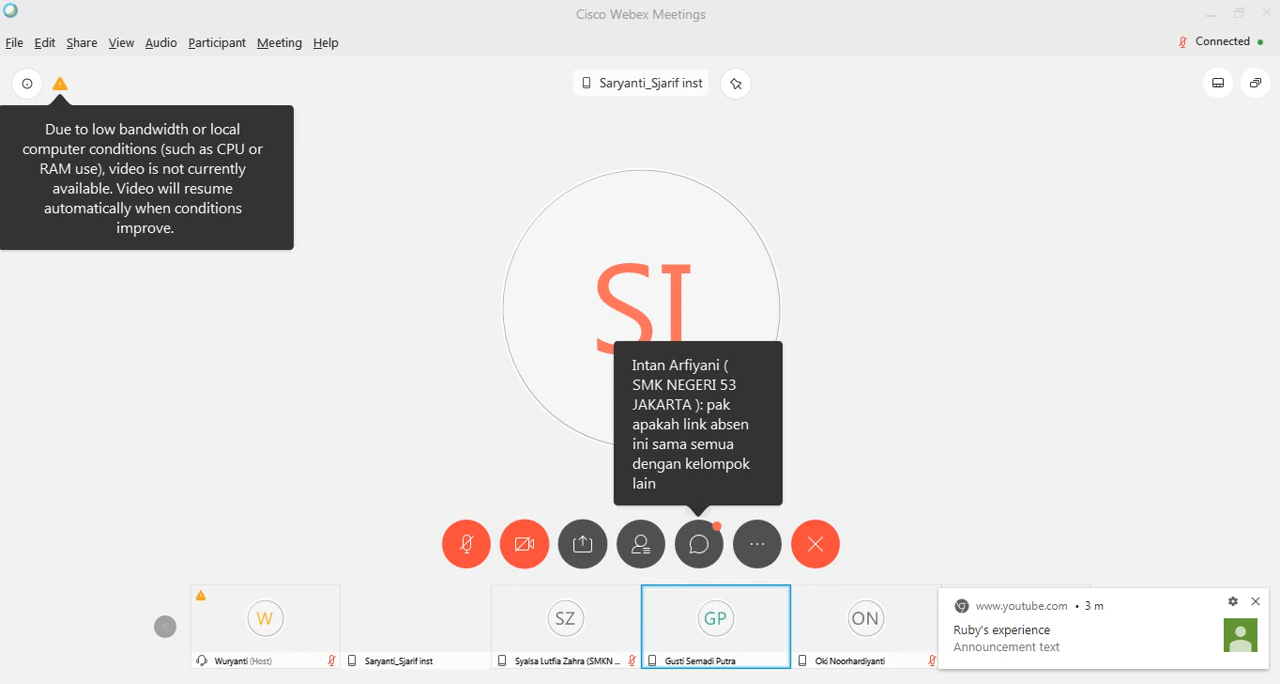 Cisco Webex Meetings
File Edit Share View Audio Participant Meeting Help
Connected
Saryanti_Sjarif inst
Due to low bandwidth or local
computer conditions (such as CPU or
RAM use), video is not currently
available. Video will resume
automatically when conditions
improve.
SI
Intan Arfiyani (
SMK NEGERI 53
JAKARTA ): pak
apakah link absen
ini sama semua
dengan kelompok
lain
W
SZ
GP
ON
Wuryanti (Host)
Saryanti_Sjarif inst
Syalsa Lutfia Zahra (SMKN ...
Gusti Semadi Putra
Oki Noorhardiyanti
www.youtube.com • 3 m
Ruby's experience
Announcement text